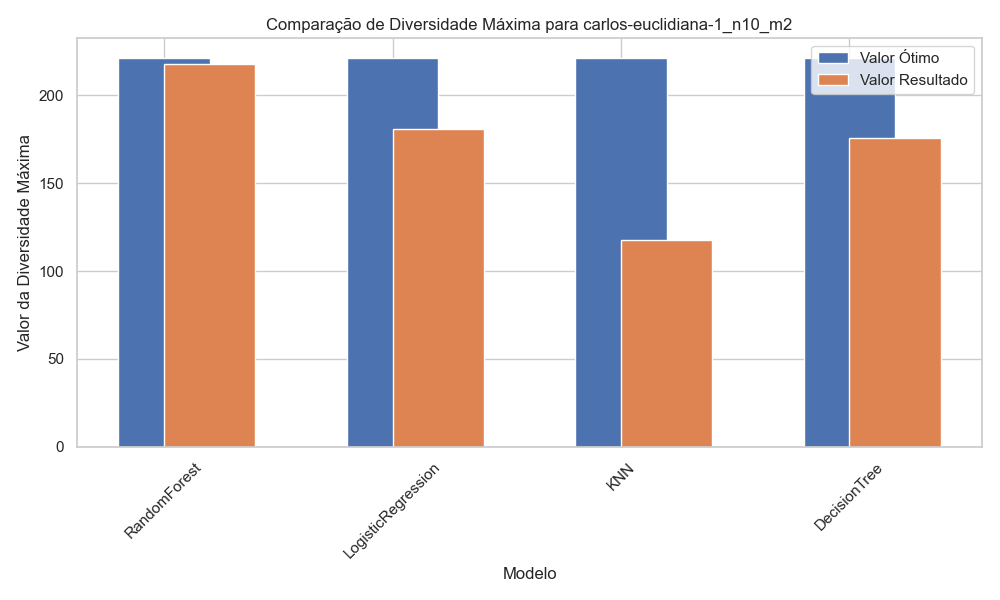 Comparação de Diversidade Máxima para carlos-euclidiana-1_n10_m2
Valor Ótimo
Valor Resultado
Valor da Diversidade Máxima
200
150
100
50
0
RandomForest
LogisticRegression
KNN
DecisionTree
Modelo